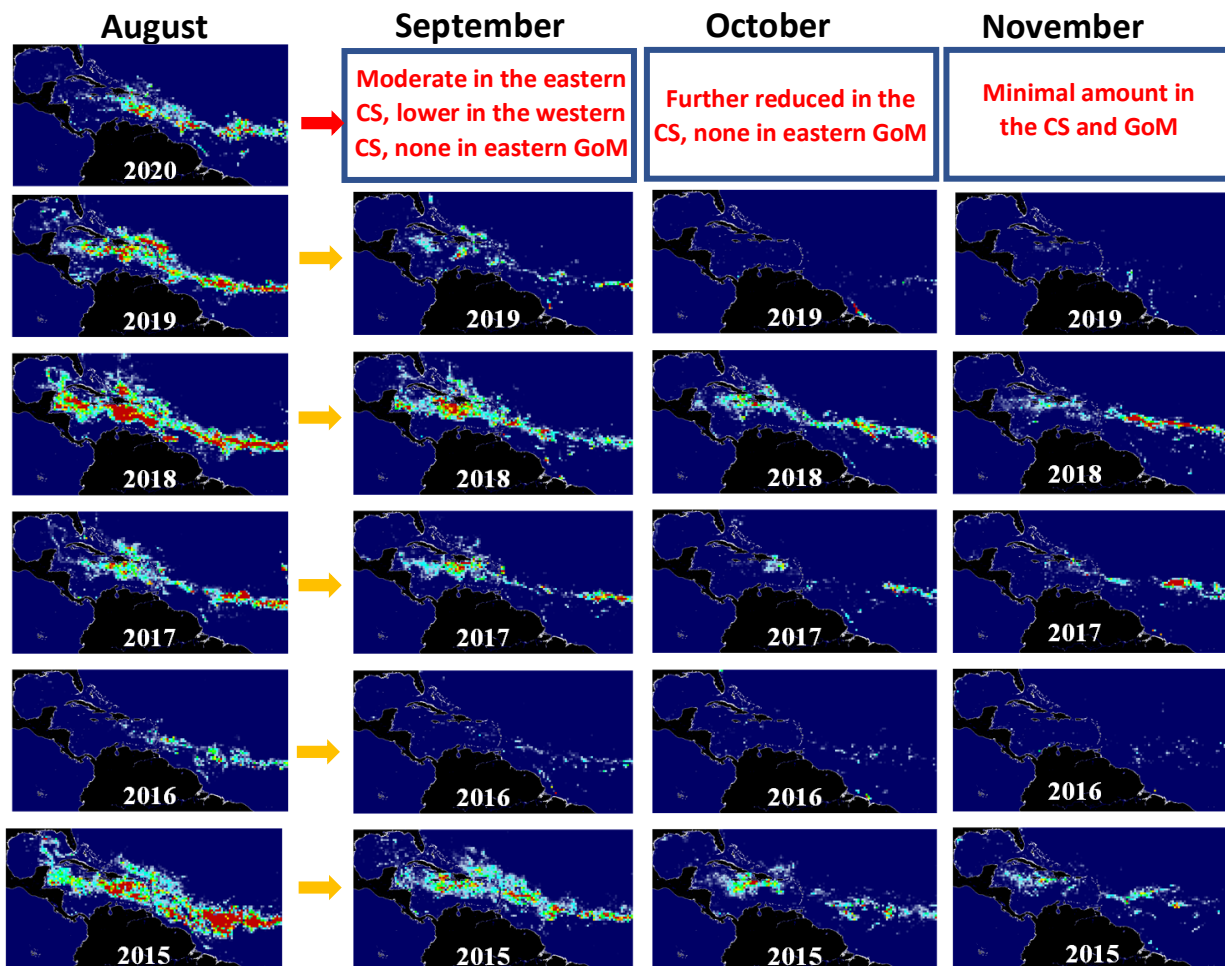 August
September
October
November
2020
Moderate in the eastern
CS, lower in the western
CS, none in eastern GoM
Further reduced in the
CS, none in eastern GoM
Minimal amount in
the CS and GoM
2019
2019
2019
2019
2018
2018
2018
2018
2017
2017
2017
2017
2016
2016
2016
2016
2015
2015
2015
2015